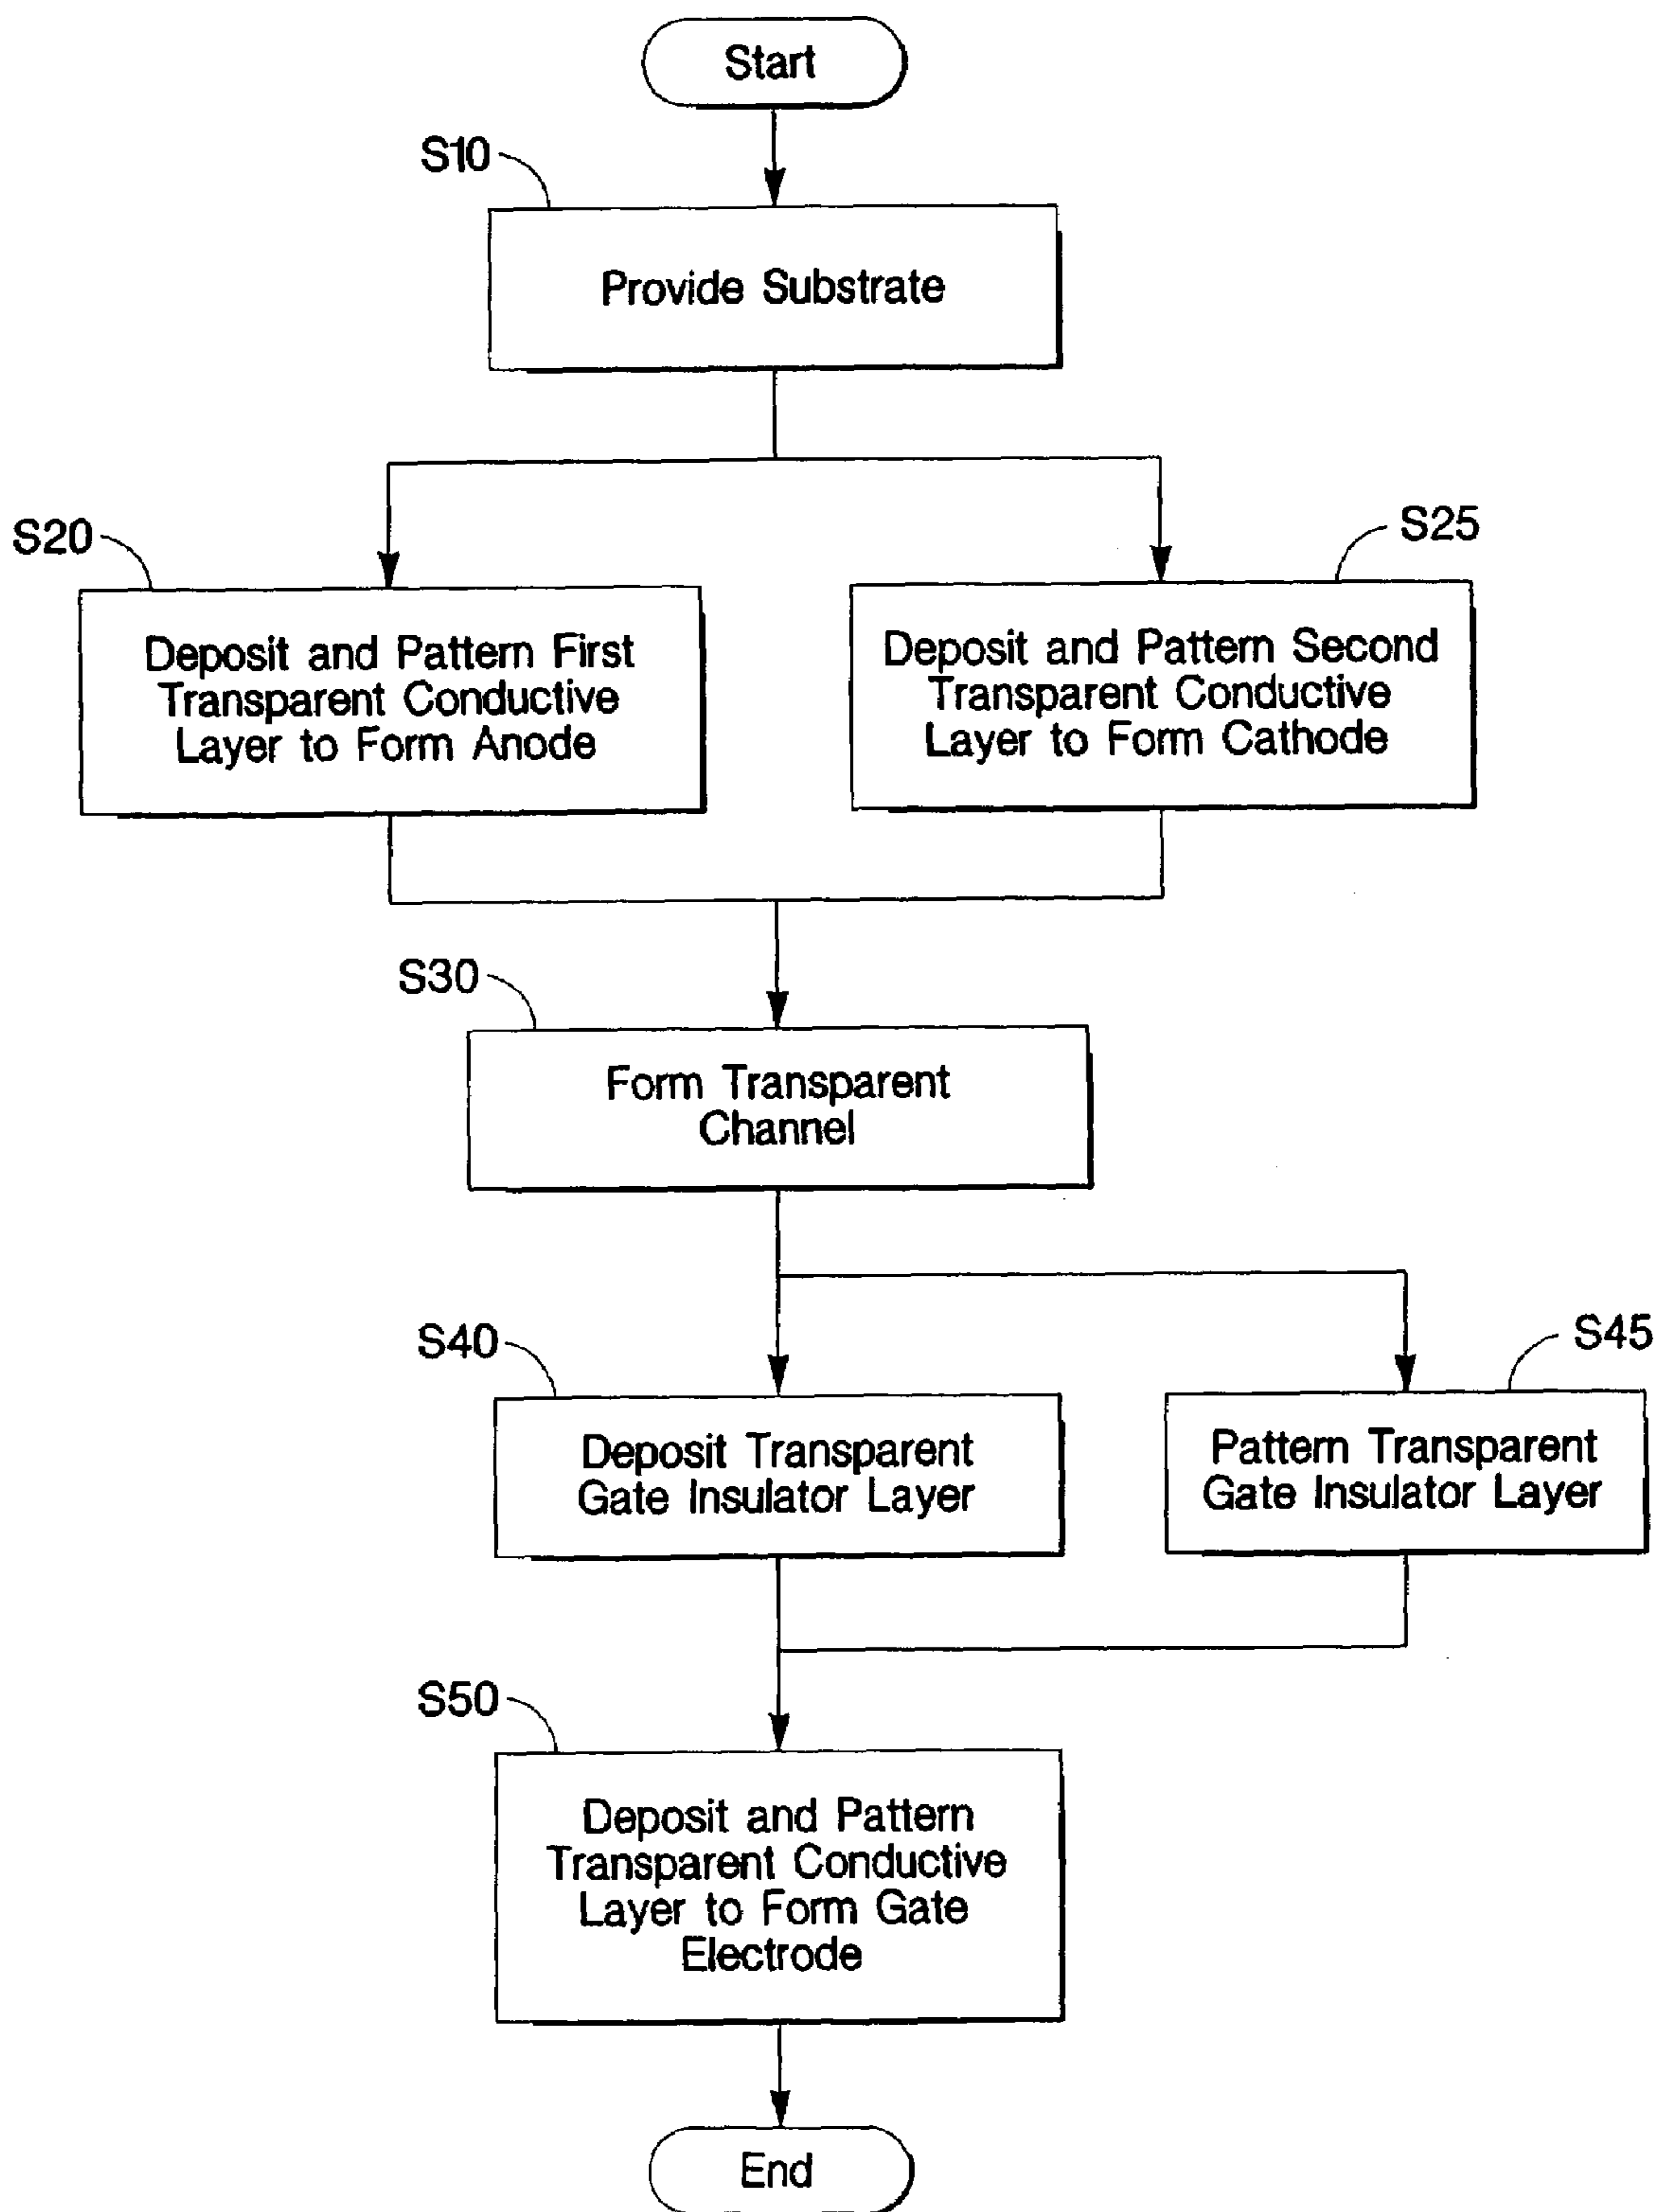 Start
S10
Provide Substrate
S20
Deposit and Pattern First
Transparent Conductive
Layer to Form Anode
S25
Deposit and Pattern Second
Transparent Conductive
Layer to Form Cathode
S30
Form Transparent
Channel
S40
Deposit Transparent
Gate Insulator Layer
S45
Pattern Transparent
Gate Insulator Layer
S50
Deposit and Pattern
Transparent Conductive
Layer to Form Gate
Electrode
End